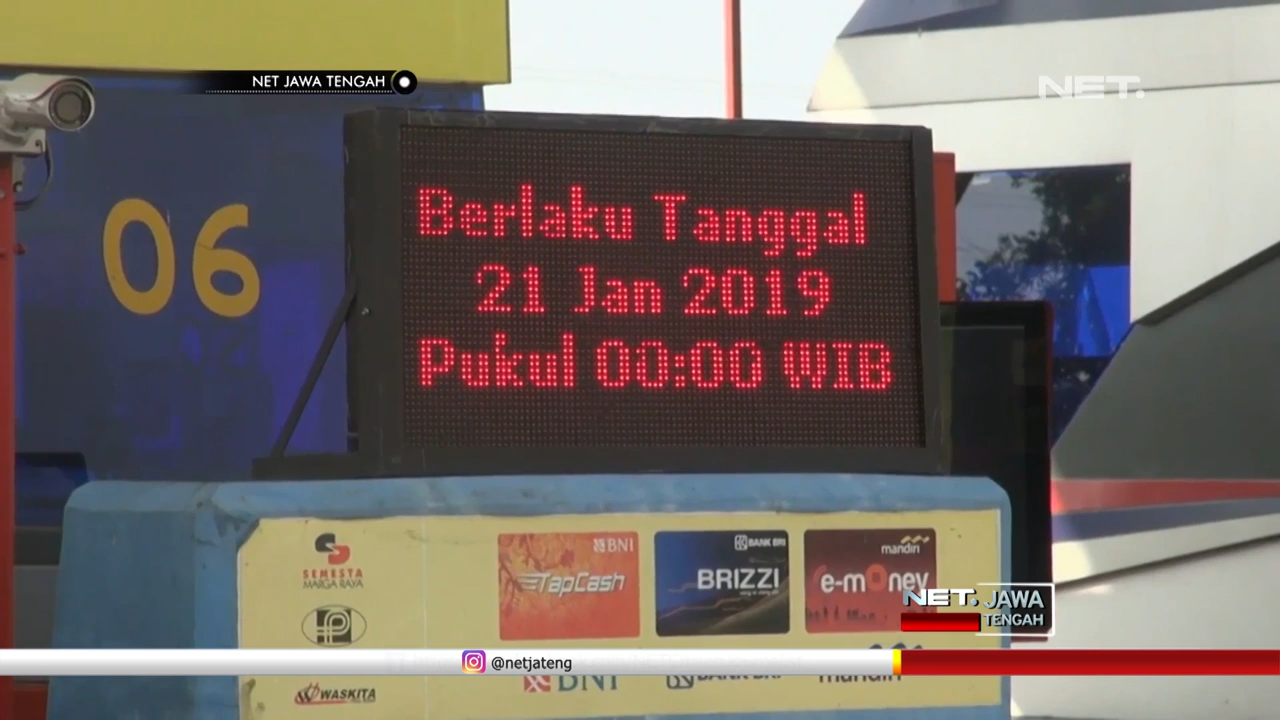 NET JAWA TENGAH
NET.
06
Berlaku Tanggal
21 Jan 2019
Pukul 00:00 WIB
SEMESTA
MARGA RAYA
BNI
TapCash
BANK BRI
BRIZZI
mandiri
e-money
NET. JAWA
TENGAH
@netjateng
WASKITA
BNI
BANK BRI
mandiri